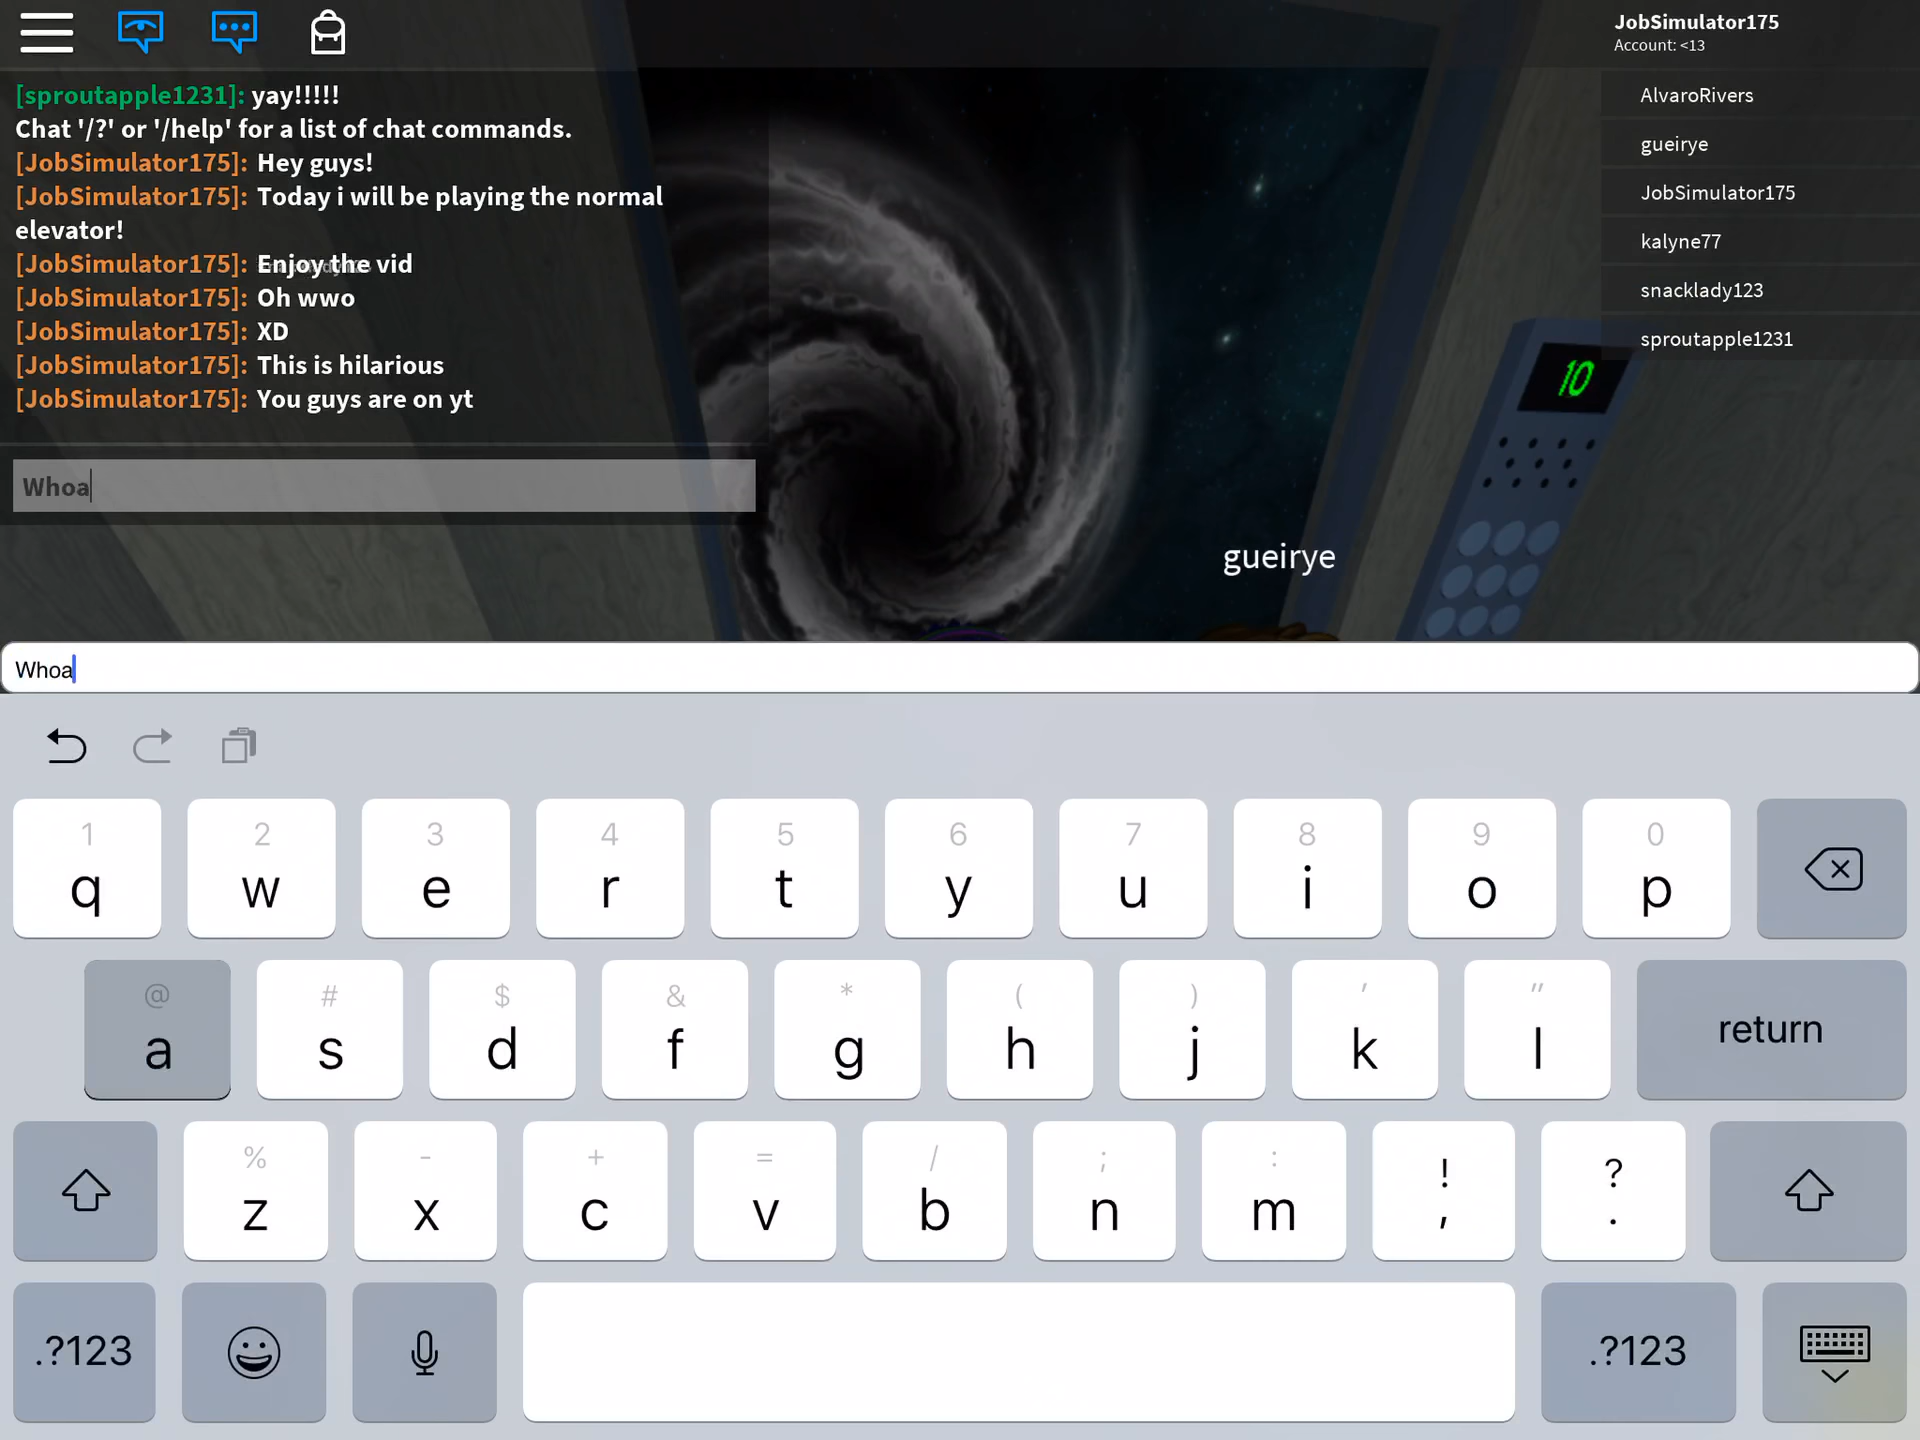 JobSimulator175
Account: <13
AlvaroRivers
gueirye
JobSimulator175
kalyne77
snacklady123
sproutapple1231
[sproutapple1231]: yay!!!!!
Chat '/?' or '/help' for a list of chat commands.
[JobSimulator175]: Hey guys!
[JobSimulator175]: Today i will be playing the normal
elevator!
[JobSimulator175]: Enjoy the vid
[JobSimulator175]: Oh wwo
[JobSimulator175]: XD
[JobSimulator175]: This is hilarious
[JobSimulator175]: You guys are on yt
Whoa
10
gueirye
Whoa
1 2 3 4 5 6 7 8 9 0
q w e r t y u i o p
@ # $ & * ( ) ' "
a s d f g h j k l return
% - + = / ; : ! ?
z x c v b n m , .
.?123 .?123